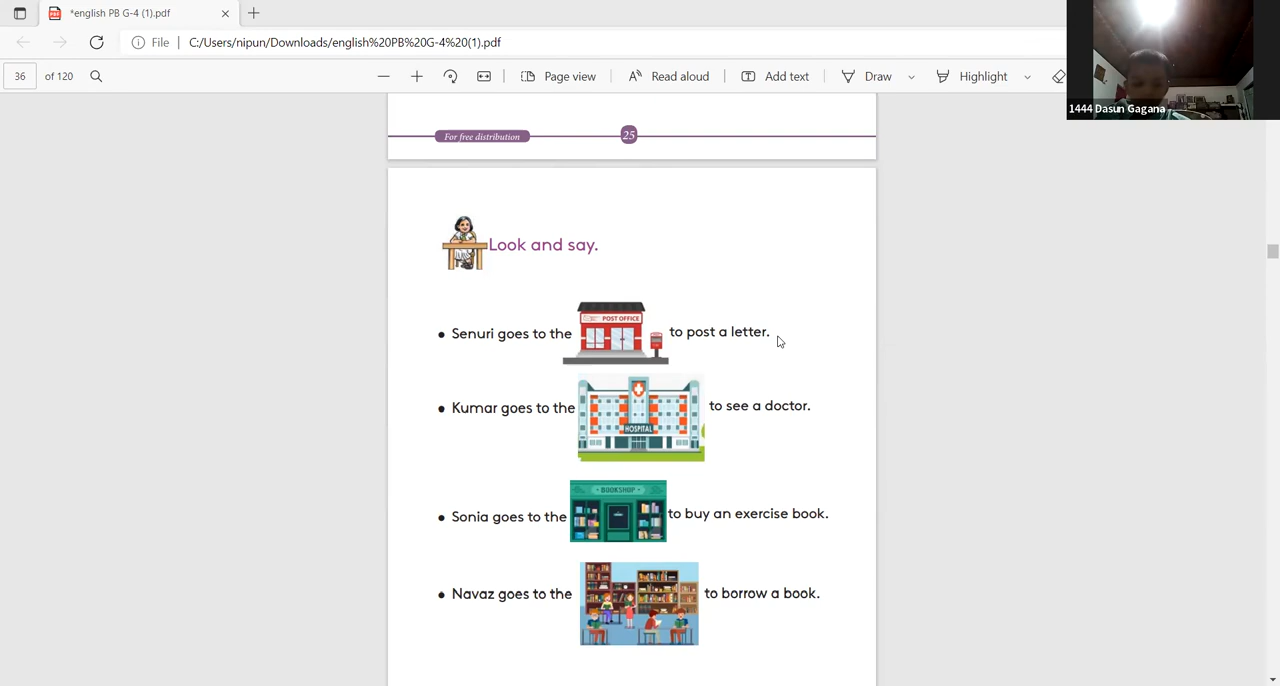 *english PB G-4 (1).pdf
File C:/Users/nipun/Downloads/english%20PB%20G-4%20(1).pdf
36 of 120 Page view Read aloud Add text Draw Highlight
1444 Dasun Gagana
For free distribution 25
Look and say.
Senuri goes to the POST OFFICE to post a letter.
Kumar goes to the HOSPITAL to see a doctor.
Sonia goes to the BOOKSHOP to buy an exercise book.
Navaz goes to the to borrow a book.